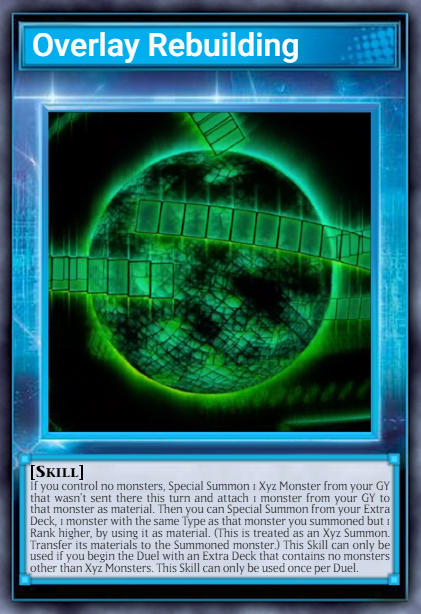 Overlay Rebuilding
[SKILL]
If you control no monsters, Special Summon 1 Xyz Monster from your GY
that wasn't sent there this turn and attach 1 monster from your GY to
that monster as material. Then you can Special Summon from your Extra
Deck, 1 monster with the same Type as that monster you summoned but 1
Rank higher, by using it as material. (This is treated as an Xyz Summon.
Transfer its materials to the Summoned monster.) This Skill can only be
used if you begin the Duel with an Extra Deck that contains no monsters
other than Xyz Monsters. This Skill can only be used once per Duel.